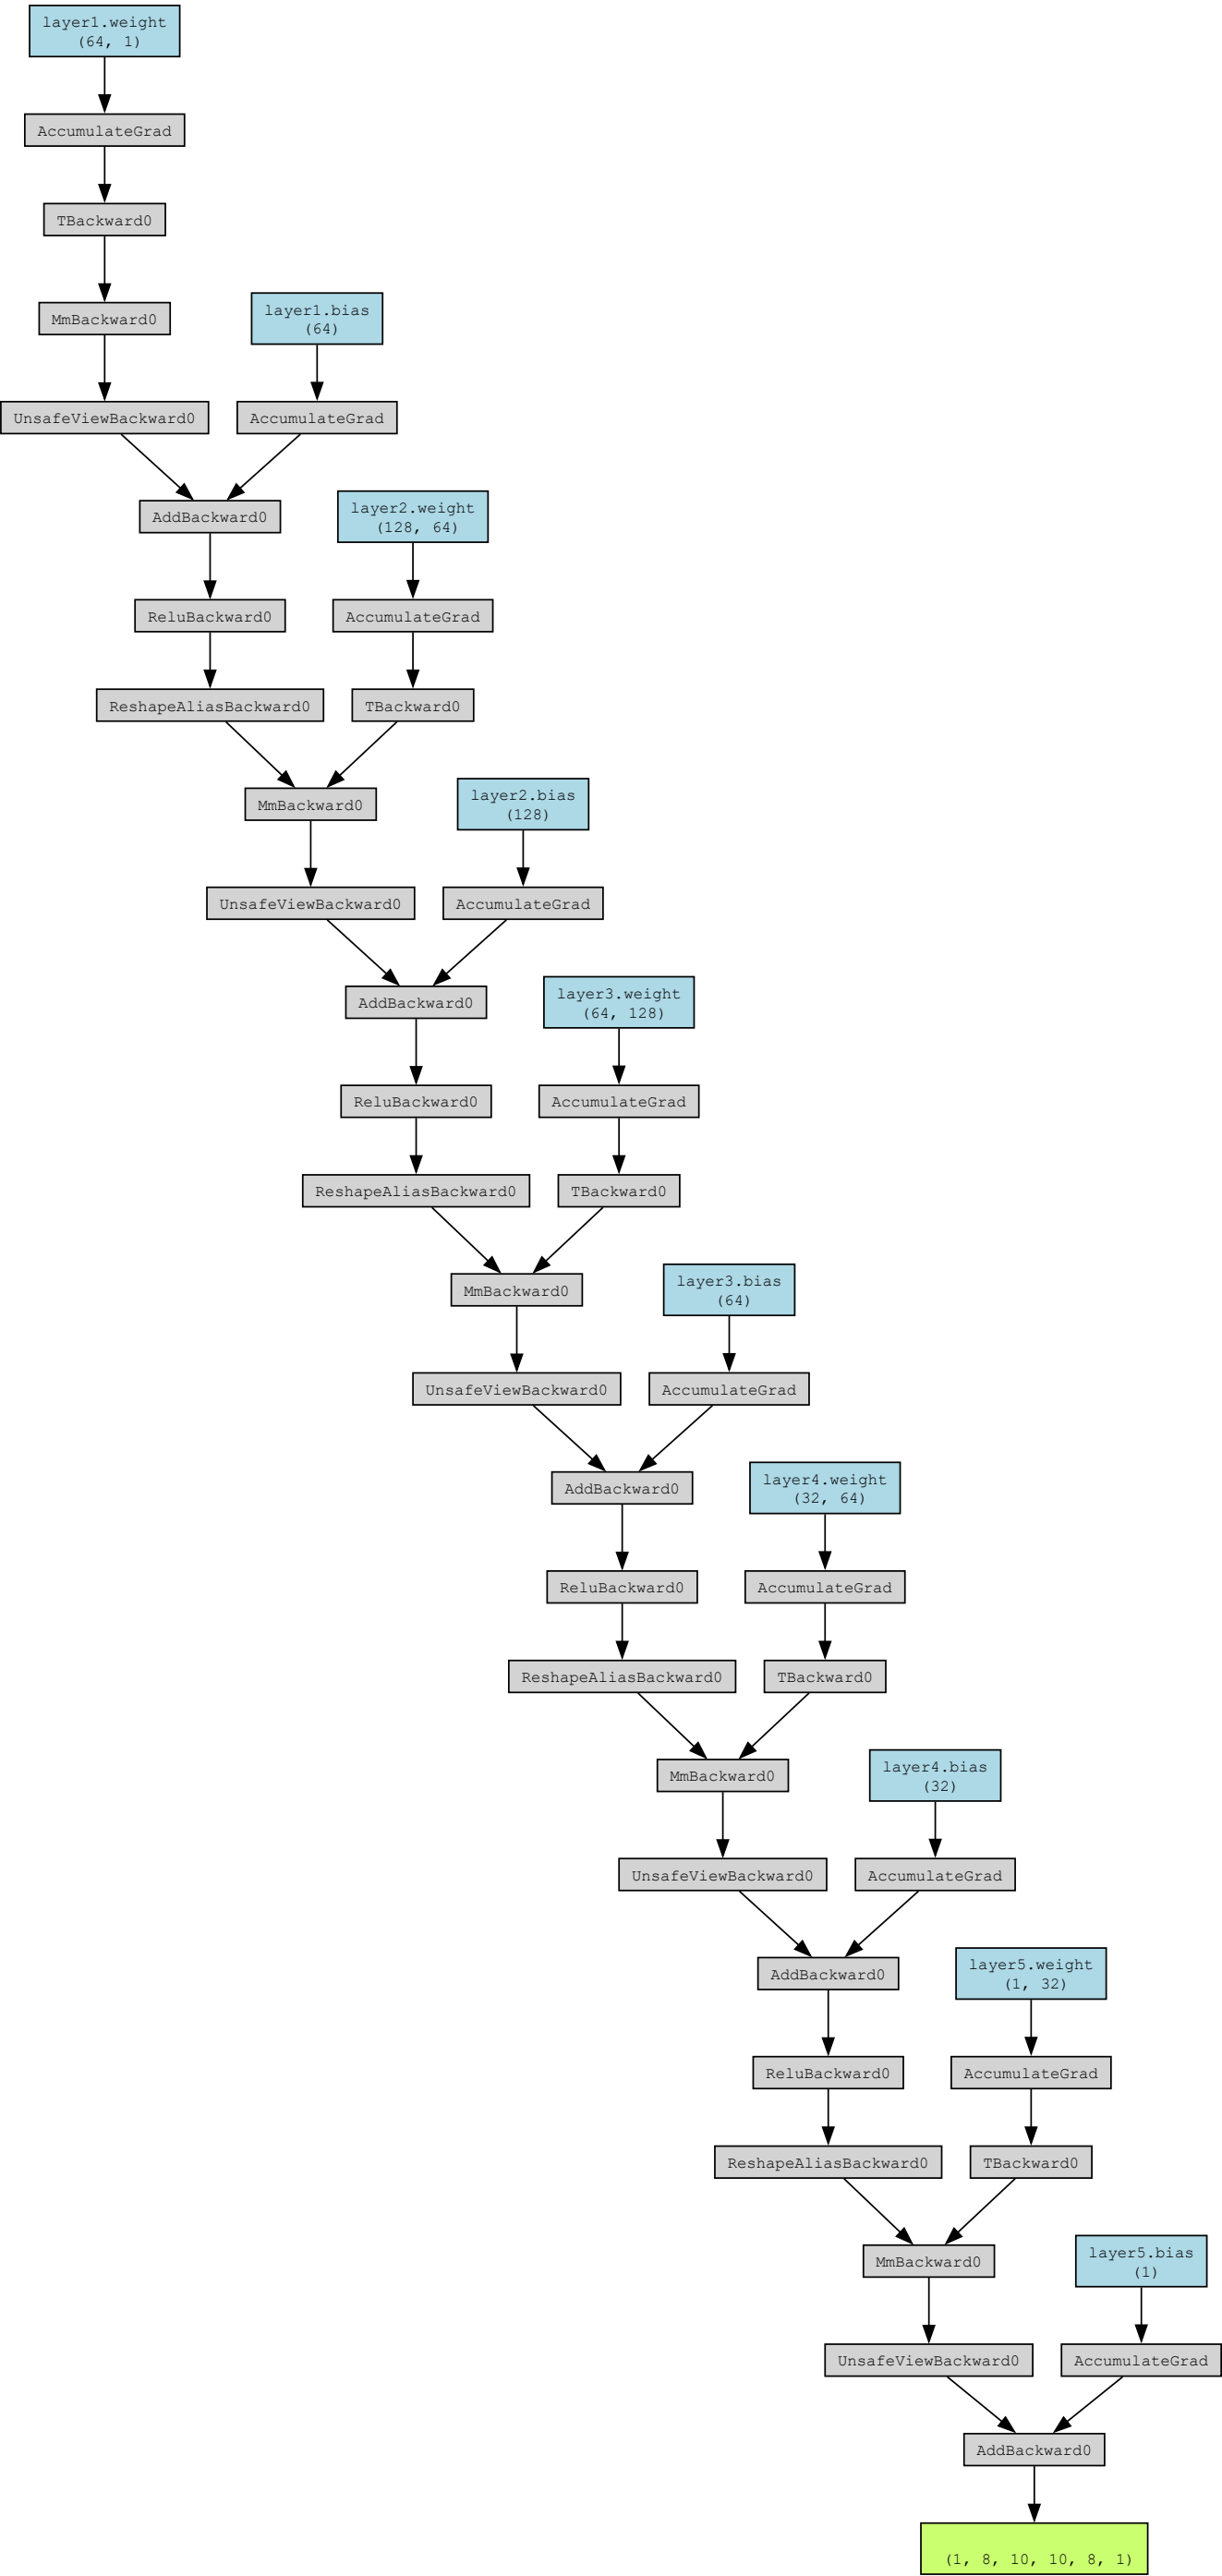 layer1.weight
(64, 1)
AccumulateGrad
TBackward0
MmBackward0
layer1.bias
(64)
UnsafeViewBackward0
AccumulateGrad
AddBackward0
layer2.weight
(128, 64)
ReluBackward0
AccumulateGrad
ReshapeAliasBackward0
TBackward0
MmBackward0
layer2.bias
(128)
UnsafeViewBackward0
AccumulateGrad
AddBackward0
layer3.weight
(64, 128)
ReluBackward0
AccumulateGrad
ReshapeAliasBackward0
TBackward0
MmBackward0
layer3.bias
(64)
UnsafeViewBackward0
AccumulateGrad
AddBackward0
layer4.weight
(32, 64)
ReluBackward0
AccumulateGrad
ReshapeAliasBackward0
TBackward0
MmBackward0
layer4.bias
(32)
UnsafeViewBackward0
AccumulateGrad
AddBackward0
layer5.weight
(1, 32)
ReluBackward0
AccumulateGrad
ReshapeAliasBackward0
TBackward0
MmBackward0
layer5.bias
(1)
UnsafeViewBackward0
AccumulateGrad
AddBackward0
(1, 8, 10, 10, 8, 1)